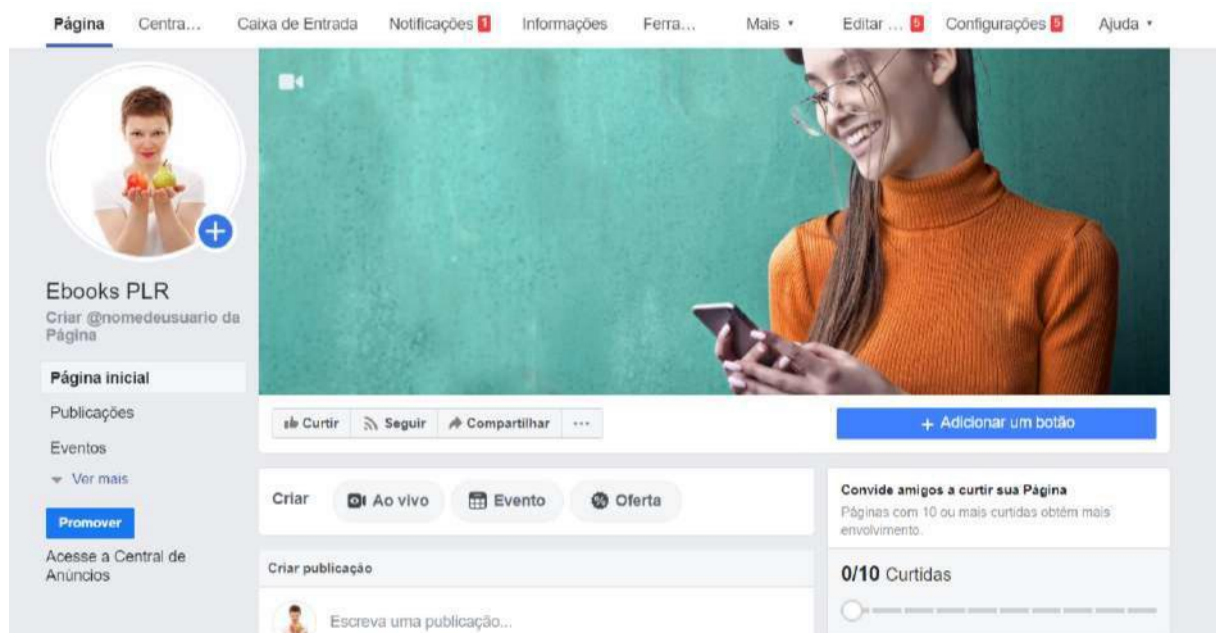 Página Centra... Caixa de Entrada Notificações 1 Informações Ferra... Mais Editar ... 5 Configurações 5 Ajuda
Ebooks PLR
Criar @nomedeusuario da
Página
Página inicial
Publicações
Eventos
Ver mais
Promover
Acesse a Central de
Anúncios
Curtir Seguir Compartilhar ...
+ Adicionar um botão
Criar Ao vivo Evento Oferta
Criar publicação
Escreva uma publicação...
Convide amigos a curtir sua Página
Páginas com 10 ou mais curtidas obtém mais
envolvimento.
0/10 Curtidas